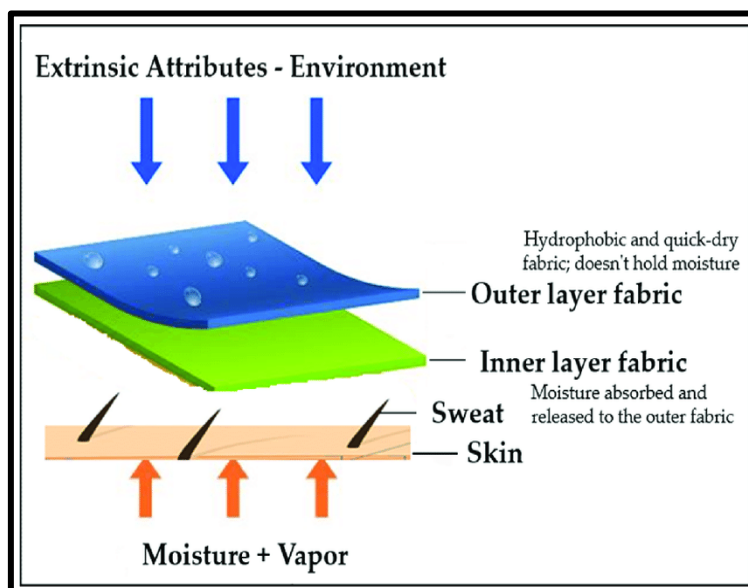 Extrinsic Attributes - Environment
Hydrophobic and quick-dry
fabric; doesn't hold moisture
Outer layer fabric
Inner layer fabric
Moisture absorbed and
released to the outer fabric
Sweat
Skin
Moisture + Vapor